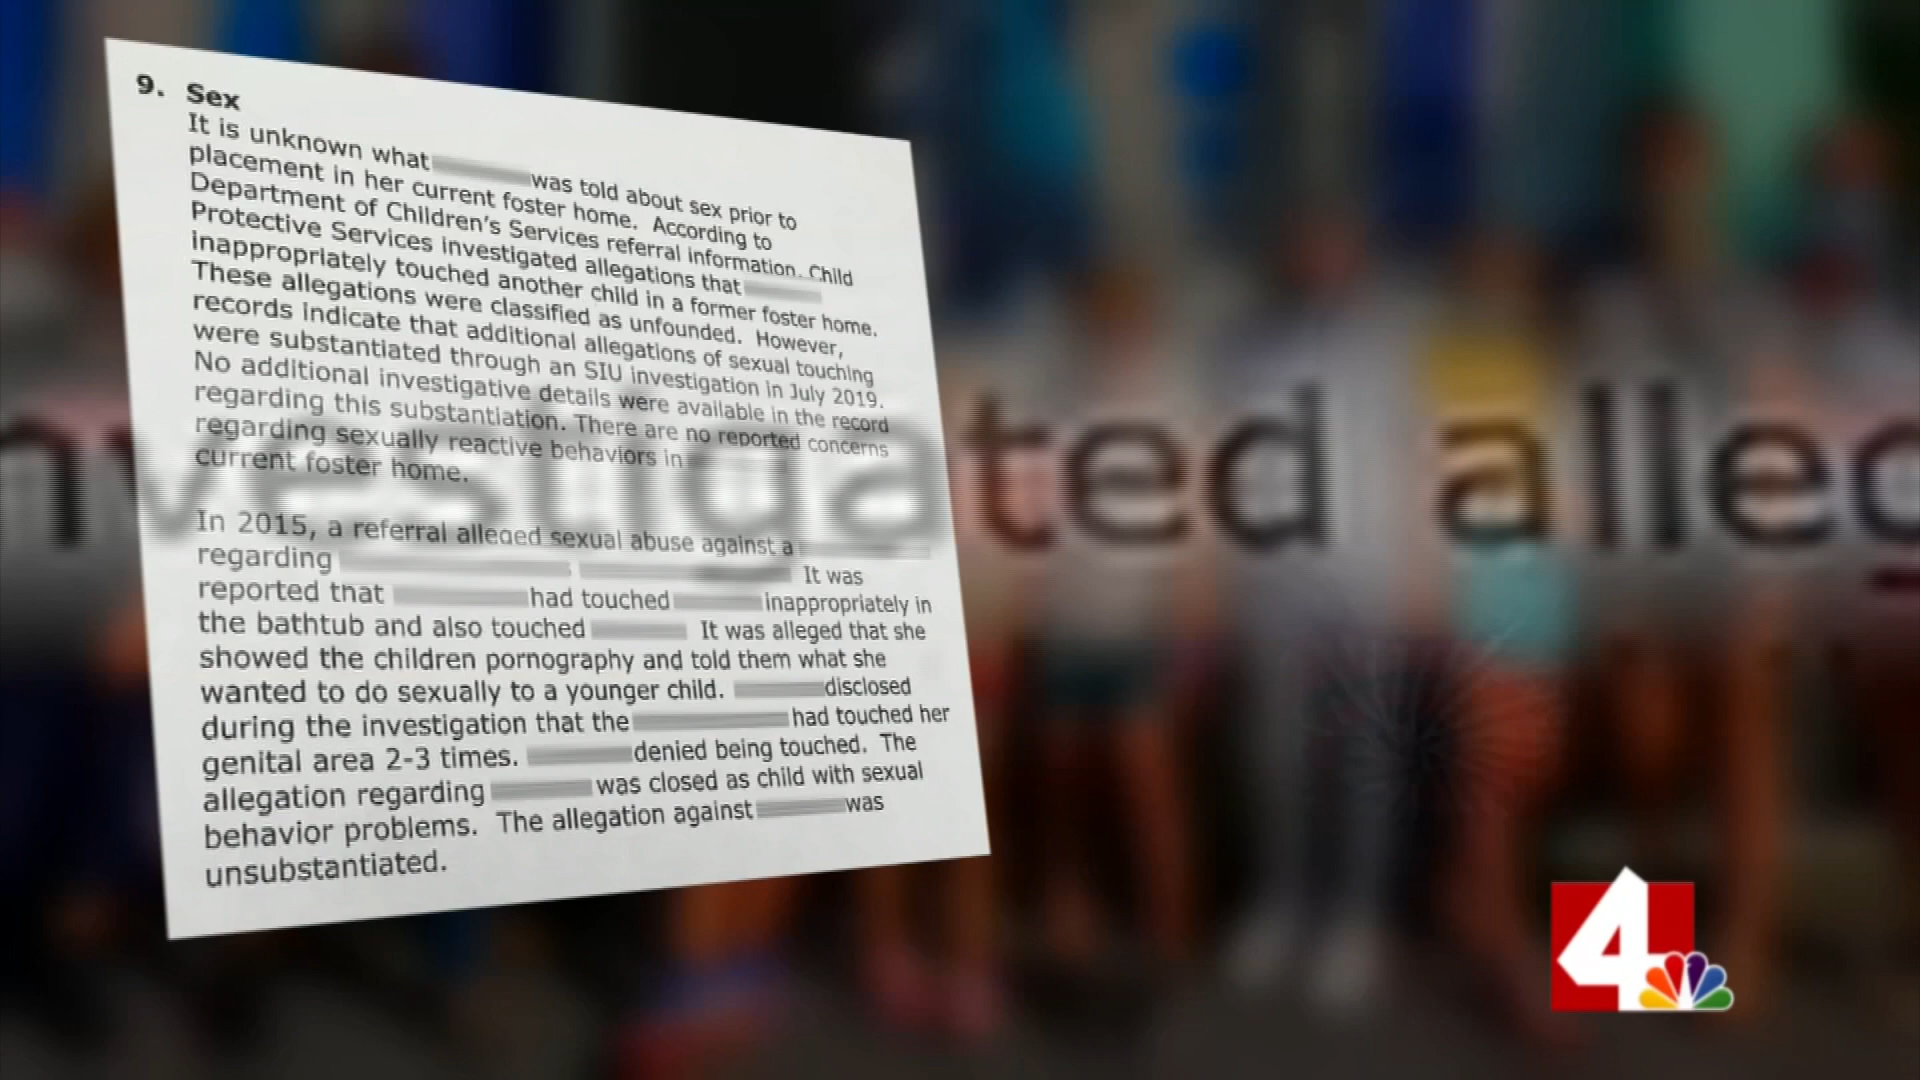 9. Sex
It is unknown what was told about sex prior to
placement in her current foster home. According to
Department of Children's Services referral information, Child
Protective Services investigated allegations that
inappropriately touched another child in a former foster home.
These allegations were classified as unfounded. However,
records indicate that additional allegations of sexual touching
were substantiated through an SIU investigation in July 2019.
No additional investigative details were available in the record
regarding this substantiation. There are no reported concerns
regarding sexually reactive behaviors in
current foster home.
In 2015, a referral alleged sexual abuse against a
regarding It was
reported that had touched inappropriately in
the bathtub and also touched It was alleged that she
showed the children pornography and told them what she
wanted to do sexually to a younger child. disclosed
during the investigation that the had touched her
genital area 2-3 times. denied being touched. The
allegation regarding was closed as child with sexual
behavior problems. The allegation against was
unsubstantiated.
nvestigated alleg
4